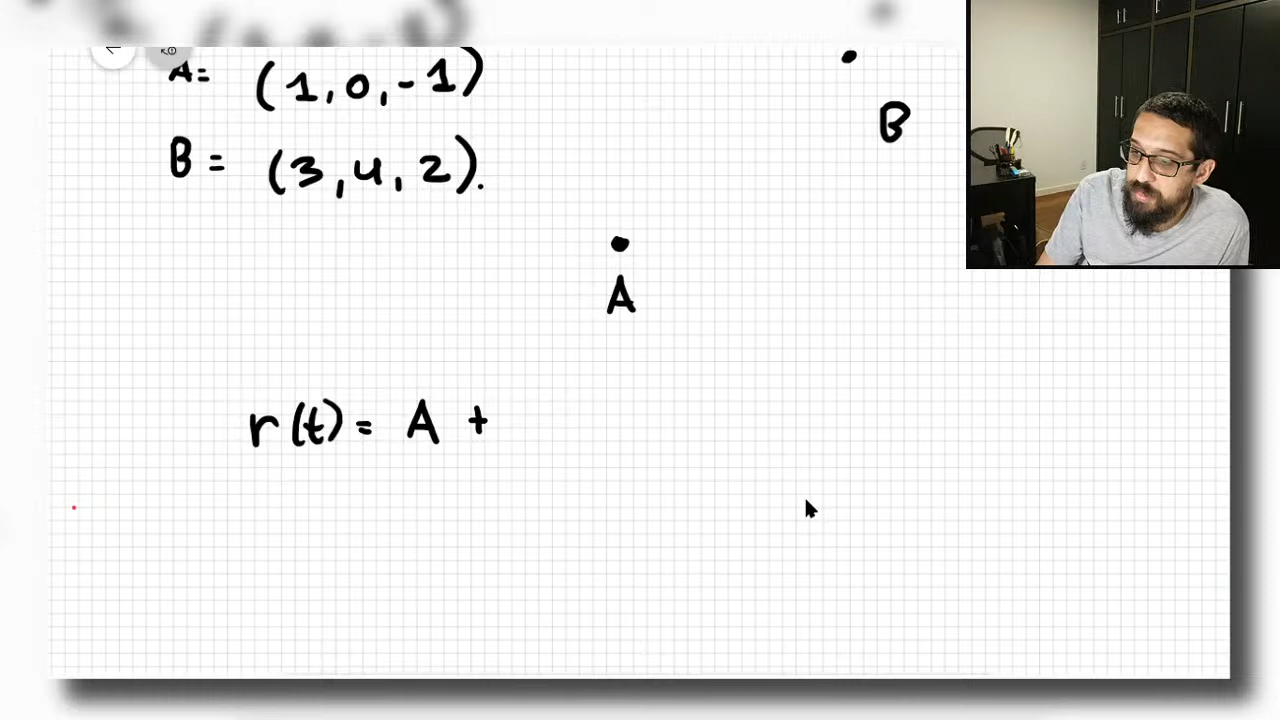 A= (1,0,-1)
B = (3,4,2).
B
A
r(t) = A +